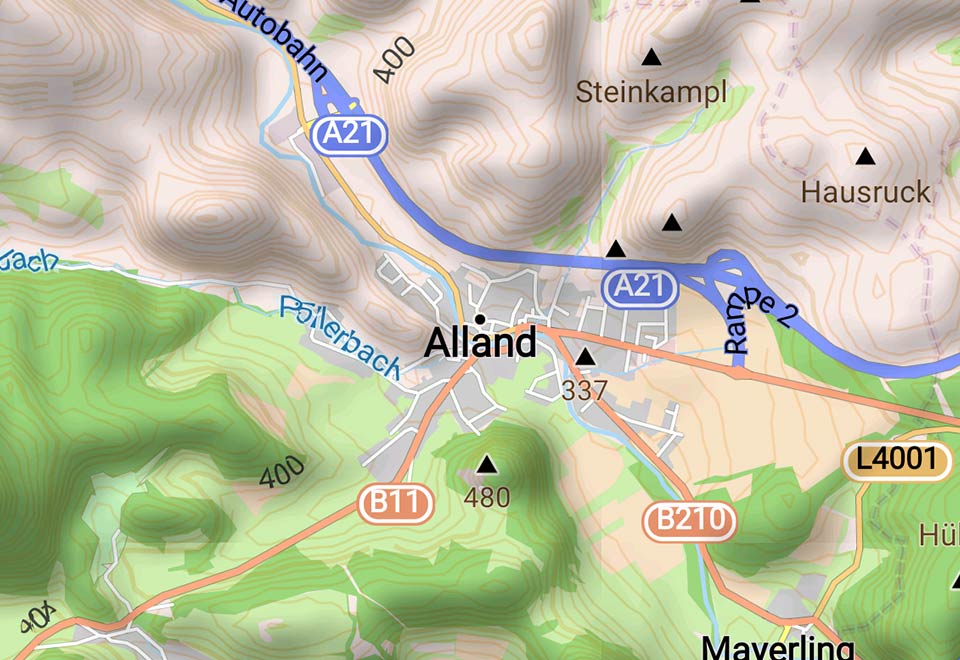 Autobahn
400
Steinkampl
A21
Hausruck
A21
Rampe 2
Pöllerbach
Alland
337
L4001
400
480
B11
B210
Mayerling